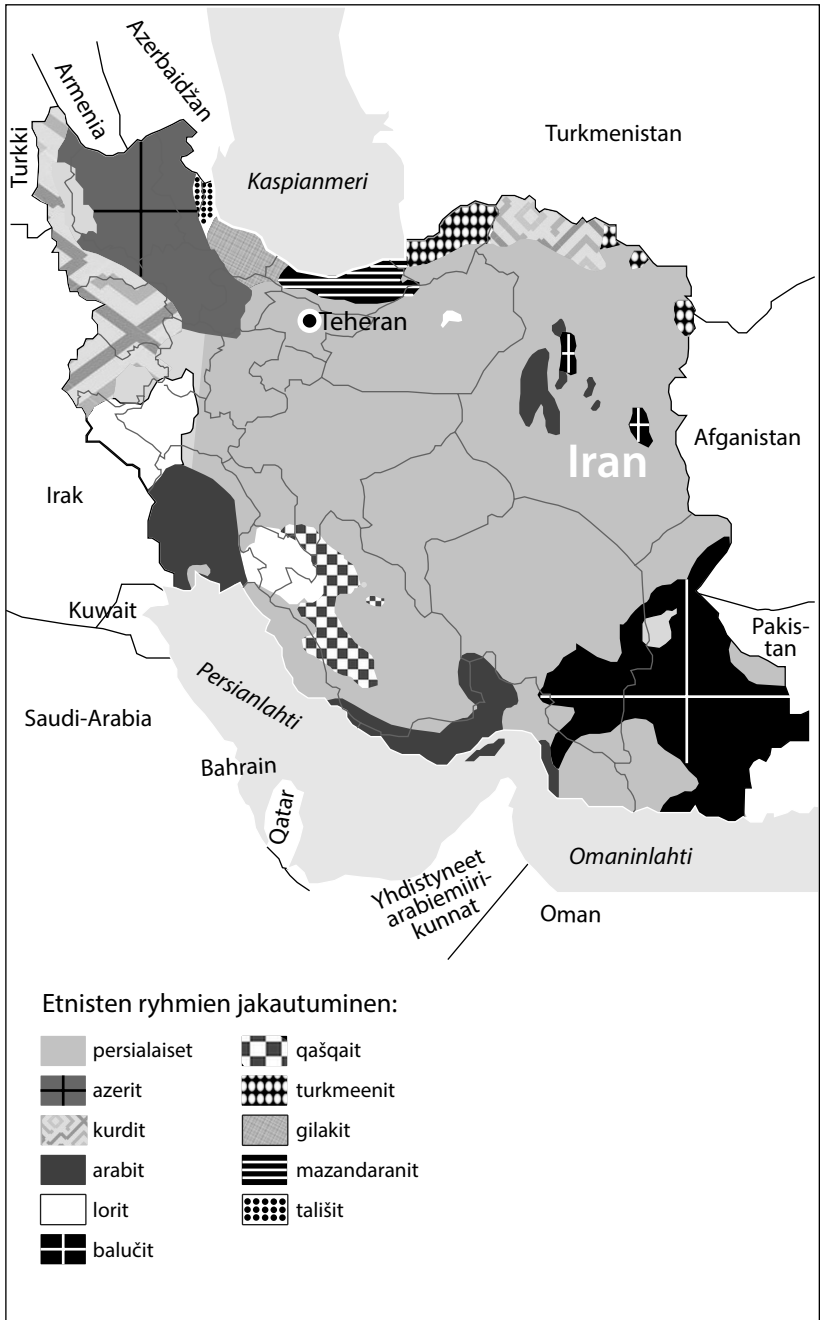 Azerbaidžan
Armenia
Turkki
Turkmenistan
Kaspianmeri
Teheran
Afganistan
Iran
Irak
Kuwait
Pakis-
tan
Persianlahti
Saudi-Arabia
Bahrain
Qatar
Omaninlahti
Yhdistyneet
arabiemiiri-
kunnat
Oman
Etnisten ryhmien jakautuminen:
persialaiset
azerit
kurdit
arabit
lorit
balučit
qašqait
turkmeenit
gilakit
mazandaranit
tališit